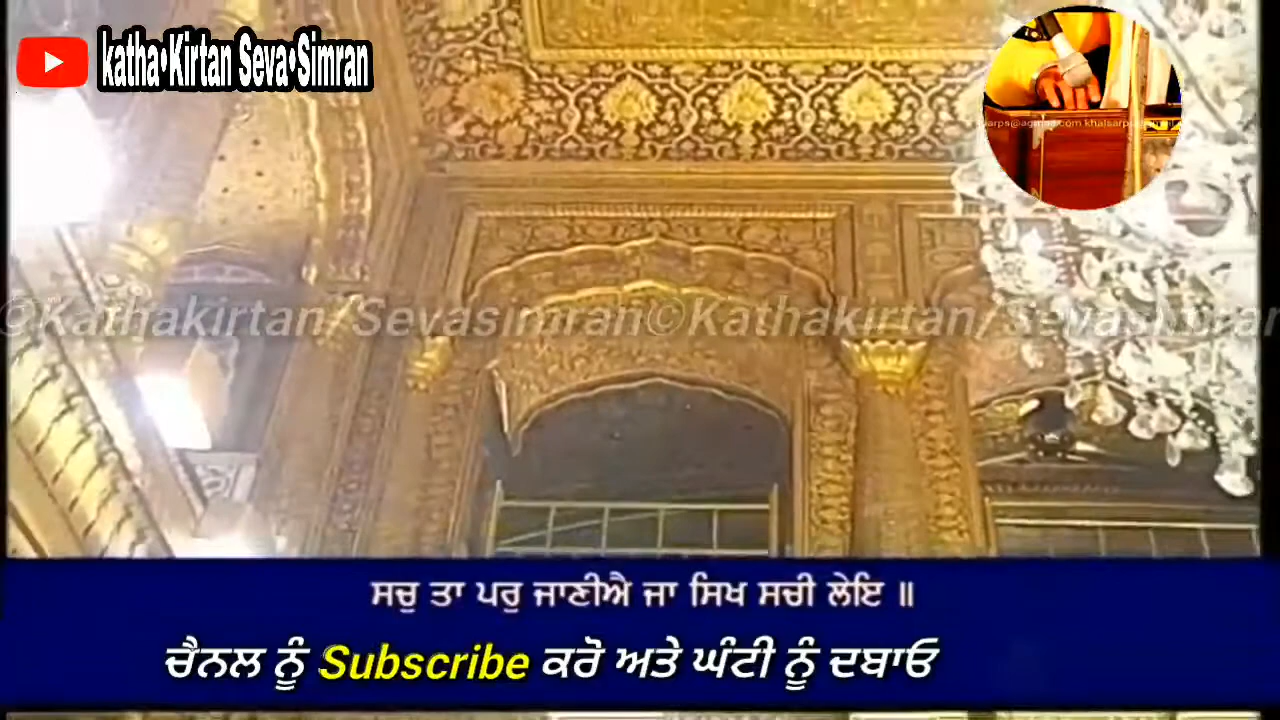 katha•Kirtan Seva•Simran
©Kathakirtan/Sevasimran©Kathakirtan/Sevasimran
ਸਚੁ ਤਾ ਪਰੁ ਜਾਣੀਐ ਜਾ ਸਿਖ ਸਚੀ ਲੇਇ ॥
ਚੈਨਲ ਨੂੰ Subscribe ਕਰੋ ਅਤੇ ਘੰਟੀ ਨੂੰ ਦਬਾਓ